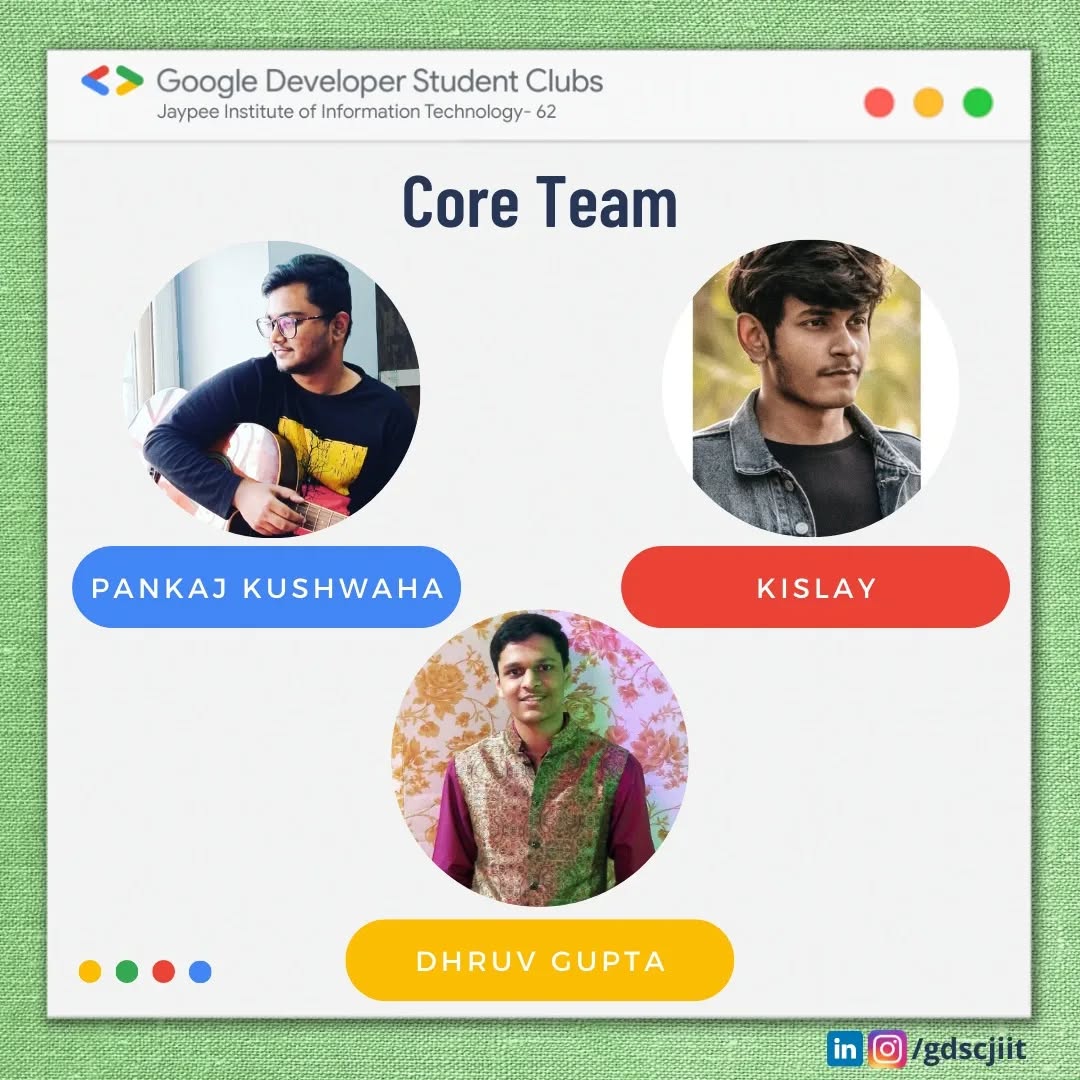 Google Developer Student Clubs
Jaypee Institute of Information Technology- 62
Core Team
PANKAJ KUSHWAHA
KISLAY
DHRUV GUPTA
in /gdscjiit